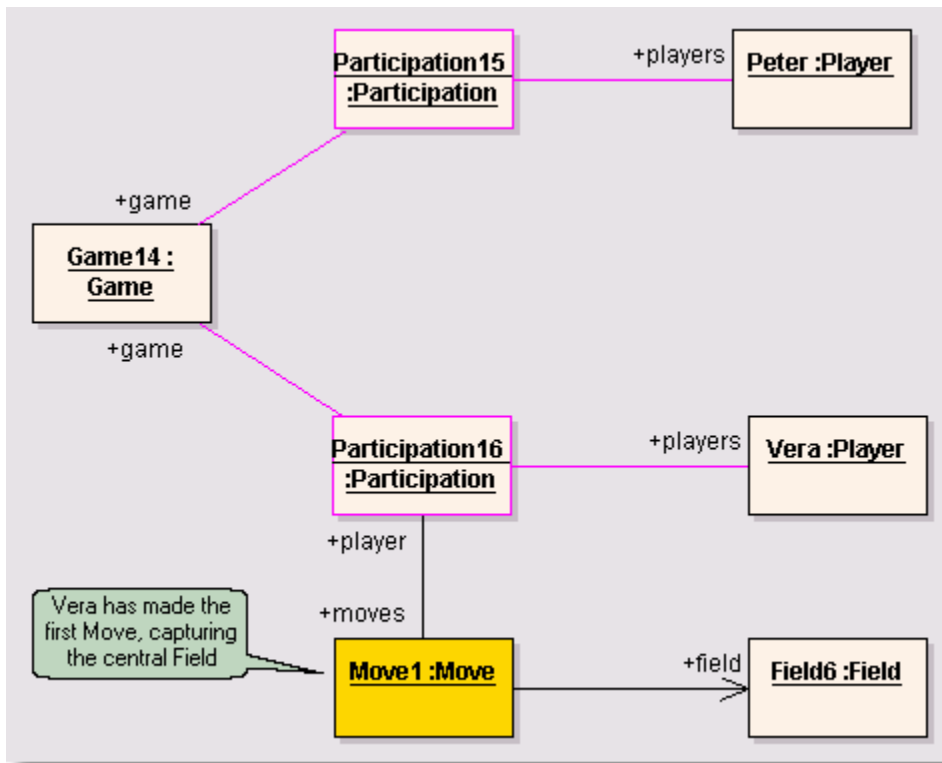 Participation15
:Participation
+players
Peter :Player
+game
Game14 :
Game
+game
Participation16
:Participation
+players
Vera :Player
+player
Vera has made the
first Move, capturing
the central Field
+moves
Move1 :Move
+field
Field6 :Field